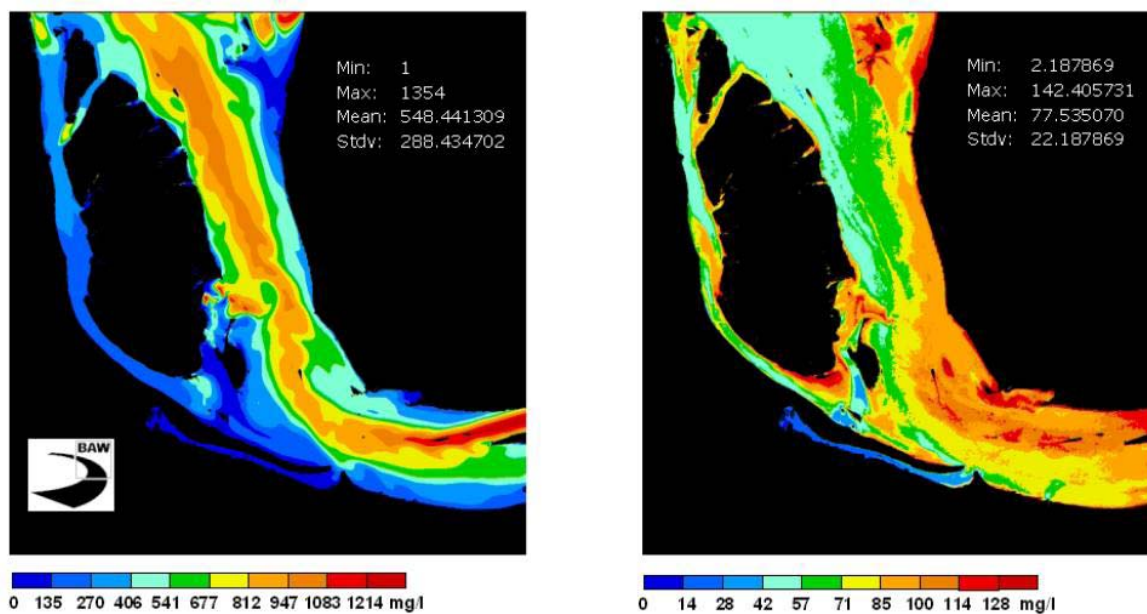 Min: 1
Max: 1354
Mean: 548.441309
Stdv: 288.434702
BAW
0 135 270 406 541 677 812 947 1083 1214 mg/l
Min: 2.187869
Max: 142.405731
Mean: 77.535070
Stdv: 22.187869
0 14 28 42 57 71 85 100 114 128 mg/l